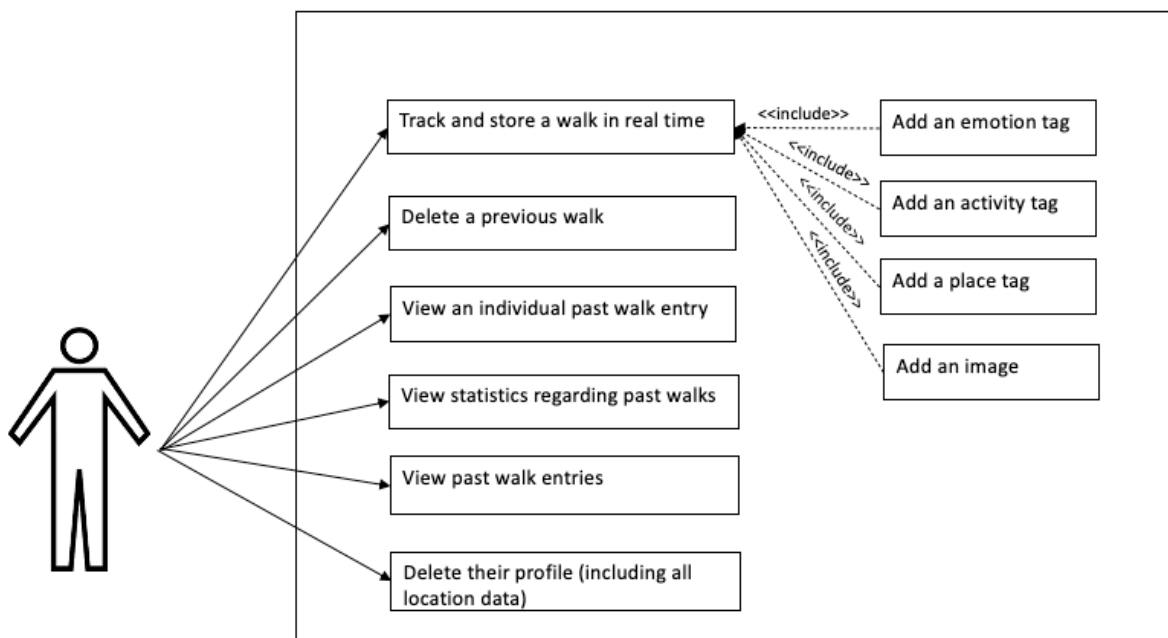 Track and store a walk in real time
<<include>>
Add an emotion tag
<<include>>
Add an activity tag
Delete a previous walk
<<include>>
Add a place tag
<<include>>
View an individual past walk entry
Add an image
View statistics regarding past walks
View past walk entries
Delete their profile (including all
location data)